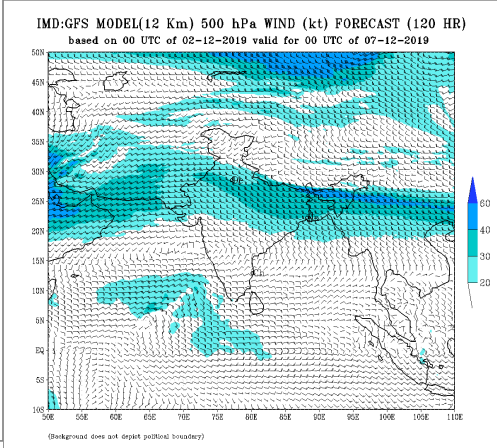 IMD:GFS MODEL(12 Km) 500 hPa WIND (kt) FORECAST (120 HR)
based on 00 UTC of 02-12-2019 valid for 00 UTC of 07-12-2019
50N
45N
40N
35N
30N
25N
20N
15N
10N
5N
EQ
5S
10S
50E 55E 60E 65E 70E 75E 80E 85E 90E 95E 100E 105E 110E
60
40
30
20
(Background does not depict political boundary)